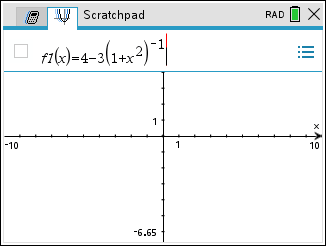 Scratchpad RAD
f1(x)=4-3(1+x²)⁻¹
1
x
-10 1 10
-6.65